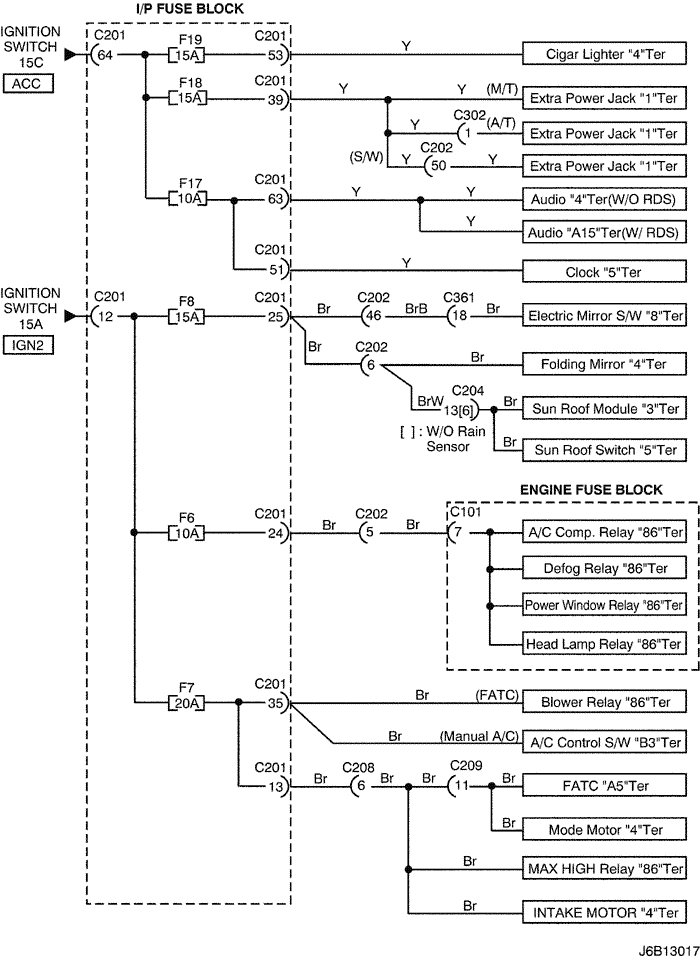 I/P FUSE BLOCK
IGNITION
SWITCH
15C
ACC
C201
64
F19
15A
C201
53
Y
Cigar Lighter "4"Ter
F18
15A
C201
39
Y
Y
(M/T)
Extra Power Jack "1"Ter
Y
C302
1
(A/T)
Extra Power Jack "1"Ter
(S/W)
Y
C202
50
Y
Extra Power Jack "1"Ter
F17
10A
C201
63
Y
Y
Audio "4"Ter(W/O RDS)
Y
Audio "A15"Ter(W/ RDS)
C201
51
Y
Clock "5"Ter
IGNITION
SWITCH
15A
IGN2
C201
12
F8
15A
C201
25
Br
C202
46
BrB
C361
18
Br
Electric Mirror S/W "8"Ter
Br
C202
6
Br
Folding Mirror "4"Ter
BrW
C204
13[6]
Br
Sun Roof Module "3"Ter
[ ] : W/O Rain
Sensor
Br
Sun Roof Switch "5"Ter
ENGINE FUSE BLOCK
F6
10A
C201
24
Br
C202
5
Br
C101
7
A/C Comp. Relay "86"Ter
Defog Relay "86"Ter
Power Window Relay "86"Ter
Head Lamp Relay "86"Ter
F7
20A
C201
35
Br
(FATC)
Blower Relay "86"Ter
Br
(Manual A/C)
A/C Control S/W "B3"Ter
C201
13
Br
C208
6
Br
Br
C209
11
Br
FATC "A5"Ter
Br
Mode Motor "4"Ter
Br
MAX HIGH Relay "86"Ter
Br
INTAKE MOTOR "4"Ter
J6B13017